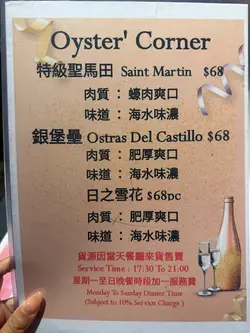 Oyster' Corner
特級聖馬田 Saint Martin $68
肉質 : 蠔肉爽口
味道 : 海水味濃
銀堡壘 Ostras Del Castillo $68
肉質 : 肥厚爽口
味道 : 海水味濃
日之雪花 $68pc
肉質 : 肥厚爽口
味道 : 海水味濃
貨源因當天餐廳來貨售賣
Service Time : 17:30 To 21:00
星期一至日晚餐時段加一服務費
Monday To Sunday Dinner Time
(Subject to 10% Service Charge )